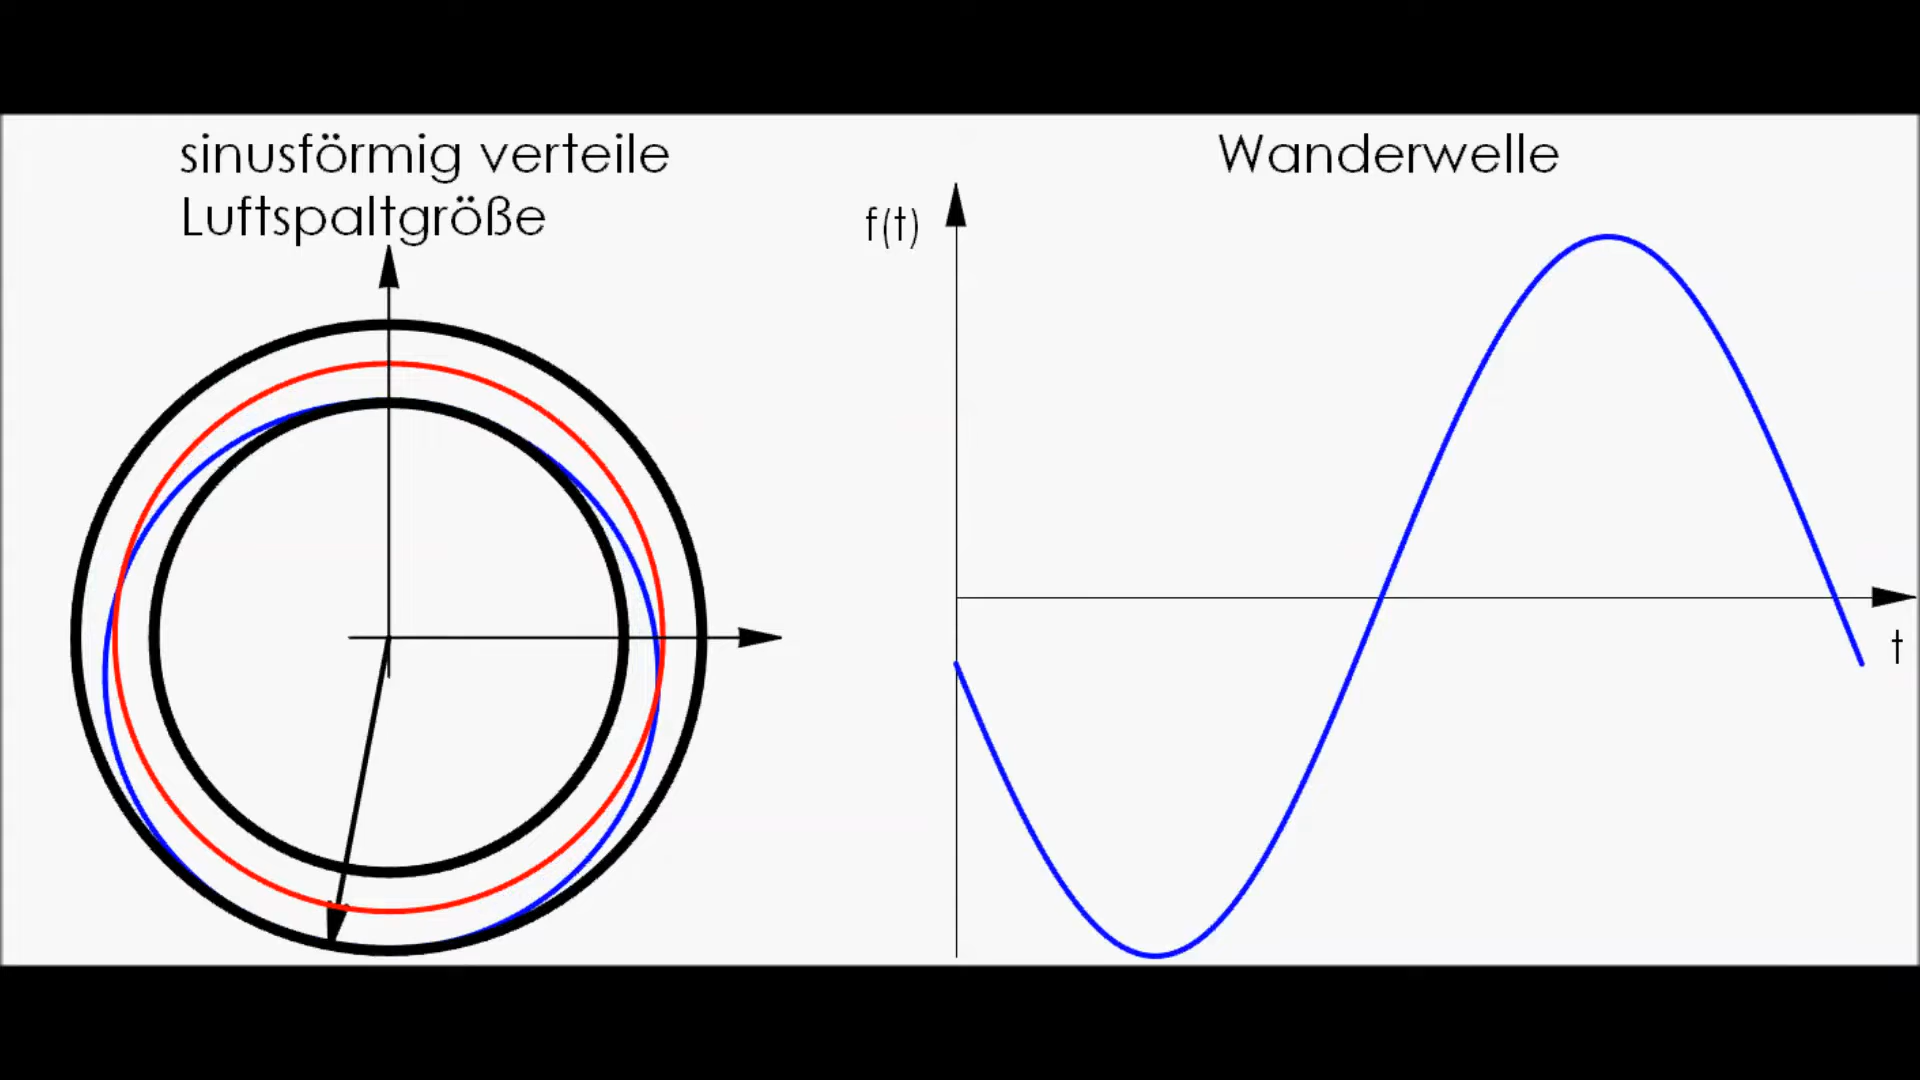 sinusförmig verteile
Luftspaltgröße
Wanderwelle
f(t)
t